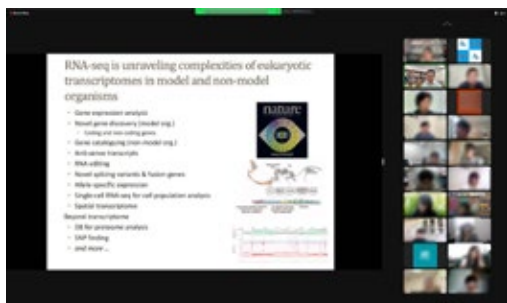 RNA-seq is unraveling complexities of eukaryotic
transcriptomes in model and non-model
organisms
Gene expression analysis
Novel gene discovery (model org.)
Coding and non coding genes
Gene cataloguing (non-model org.)
Anti-sense transcripts
RNA editing
Novel splicing variants & fusion genes
Allele-specific expression
Single-cell RNA-seq for cell population analysis
Spatial transcriptome
Beyond transcriptome
DB for proteome analysis
SNP finding
and more ...
nature